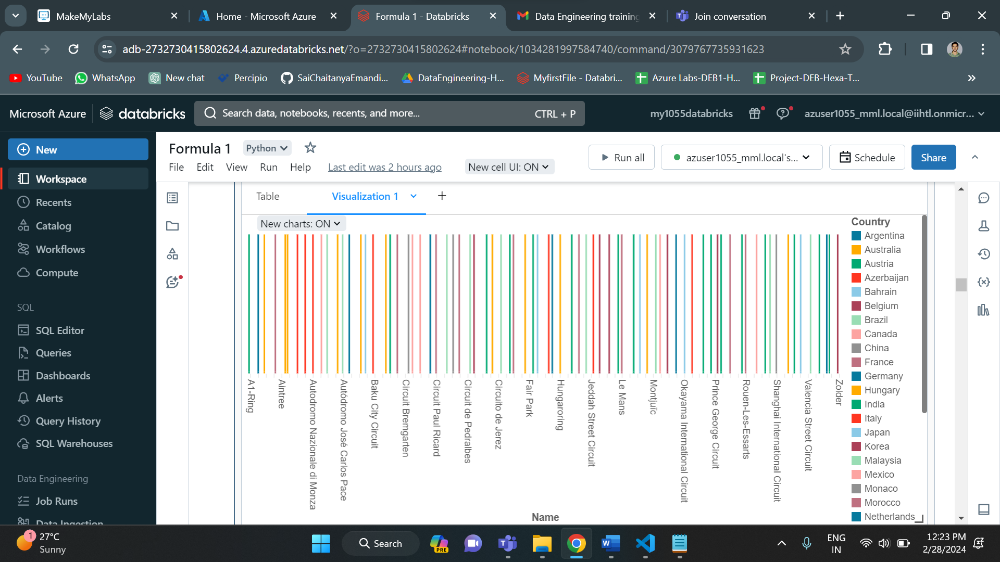 MakeMyLabs
Home - Microsoft Azure
Formula 1 - Databricks
Data Engineering training
Join conversation
adb-2732730415802624.4.azuredatabricks.net/?o=2732730415802624#notebook/1034281997584740/command/3079767735931623
YouTube
WhatsApp
New chat
Percipio
SaiChaitanyaEmandi...
DataEngineering-H...
MyfirstFile - Databri...
Azure Labs-DEB1-H...
Project-DEB-Hexa-T...
Microsoft Azure
databricks
Search data, notebooks, recents, and more...
CTRL + P
my1055databricks
azuser1055_mml.local@iihtl.onmicr...
New
Workspace
Recents
Catalog
Workflows
Compute
SQL
SQL Editor
Queries
Dashboards
Alerts
Query History
SQL Warehouses
Data Engineering
Job Runs
Data Ingestion
Formula 1
Python
File
Edit
View
Run
Help
Last edit was 2 hours ago
New cell UI: ON
Run all
azuser1055_mml.local's...
Schedule
Share
Table
Visualization 1
New charts: ON
A1-Ring
Aintree
Autodromo Nazionale di Monza
Autódromo José Carlos Pace
Baku City Circuit
Circuit Bremgarten
Circuit Paul Ricard
Circuit de Pedralbes
Circuito de Jerez
Fair Park
Hungaroring
Jeddah Street Circuit
Le Mans
Montjuïc
Okayama International Circuit
Prince George Circuit
Rouen-Les-Essarts
Shanghai International Circuit
Valencia Street Circuit
Zolder
Name
Country
Argentina
Australia
Austria
Azerbaijan
Bahrain
Belgium
Brazil
Canada
China
France
Germany
Hungary
India
Italy
Japan
Korea
Malaysia
Mexico
Monaco
Morocco
Netherlands
1
27°C
Sunny
Search
PRE
ENG
IN
12:23 PM
2/28/2024